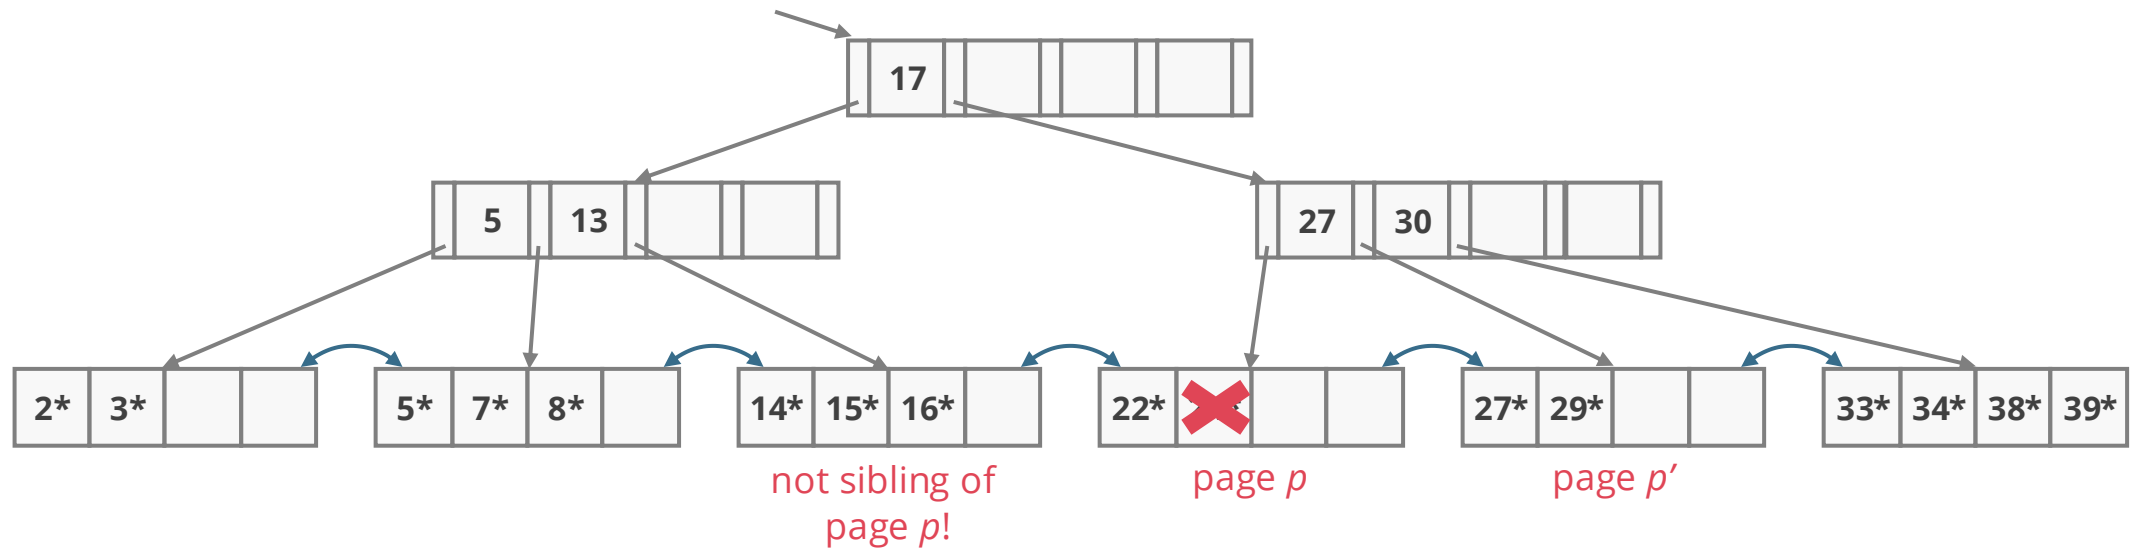 17
5 13
27 30
2* 3*
5* 7* 8*
14* 15* 16*
22*
27* 29*
33* 34* 38* 39*
not sibling of
page p!
page p
page p′